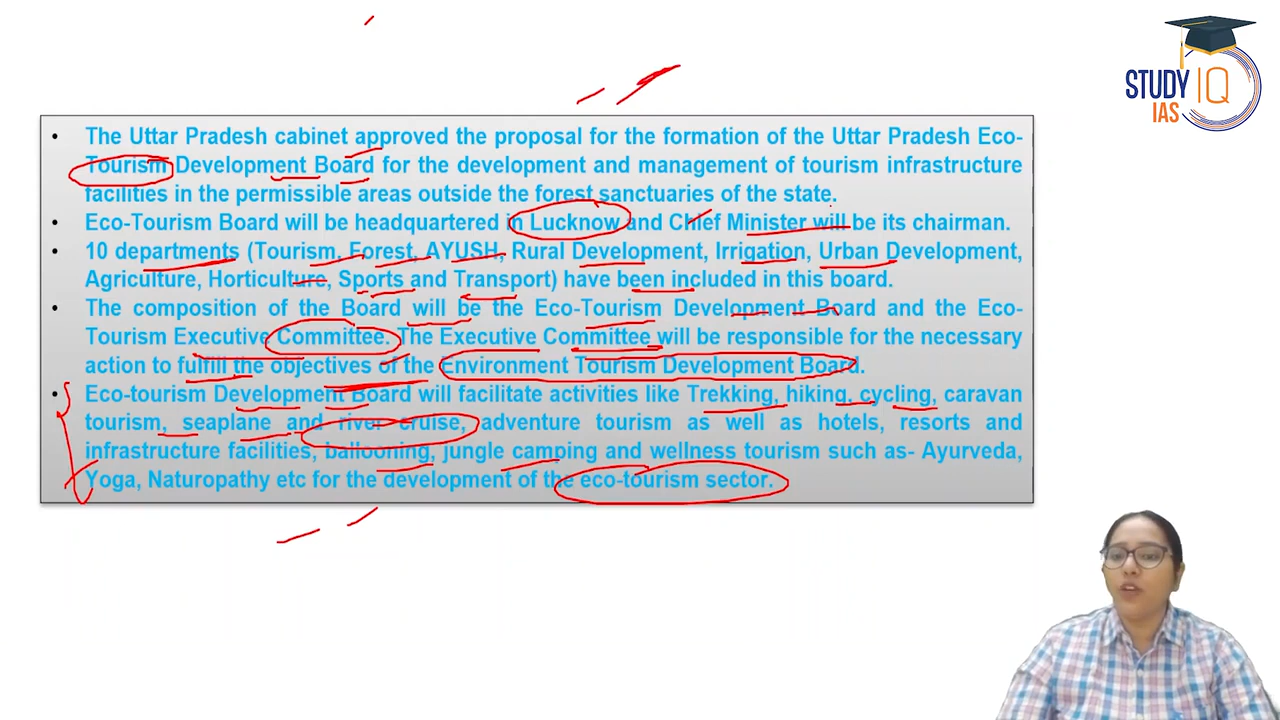 STUDY IQ
IAS
• The Uttar Pradesh cabinet approved the proposal for the formation of the Uttar Pradesh Eco-
Tourism Development Board for the development and management of tourism infrastructure
facilities in the permissible areas outside the forest sanctuaries of the state.
• Eco-Tourism Board will be headquartered in Lucknow and Chief Minister will be its chairman.
• 10 departments (Tourism, Forest, AYUSH, Rural Development, Irrigation, Urban Development,
Agriculture, Horticulture, Sports and Transport) have been included in this board.
• The composition of the Board will be the Eco-Tourism Development Board and the Eco-
Tourism Executive Committee. The Executive Committee will be responsible for the necessary
action to fulfill the objectives of the Environment Tourism Development Board.
• Eco-tourism Development Board will facilitate activities like Trekking, hiking, cycling, caravan
tourism, seaplane and river cruise, adventure tourism as well as hotels, resorts and
infrastructure facilities, ballooning, jungle camping and wellness tourism such as- Ayurveda,
Yoga, Naturopathy etc for the development of the eco-tourism sector.